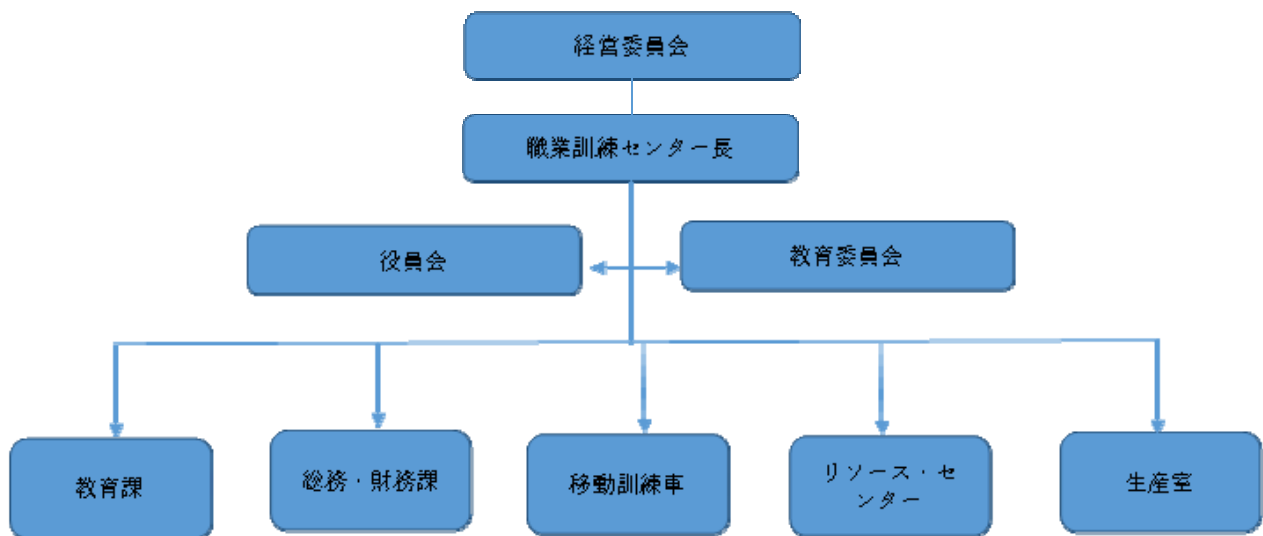 経営委員会
職業訓練センター長
役員会
教育委員会
教育課
総務・財務課
移動訓練車
リソース・セ
ンター
生産室